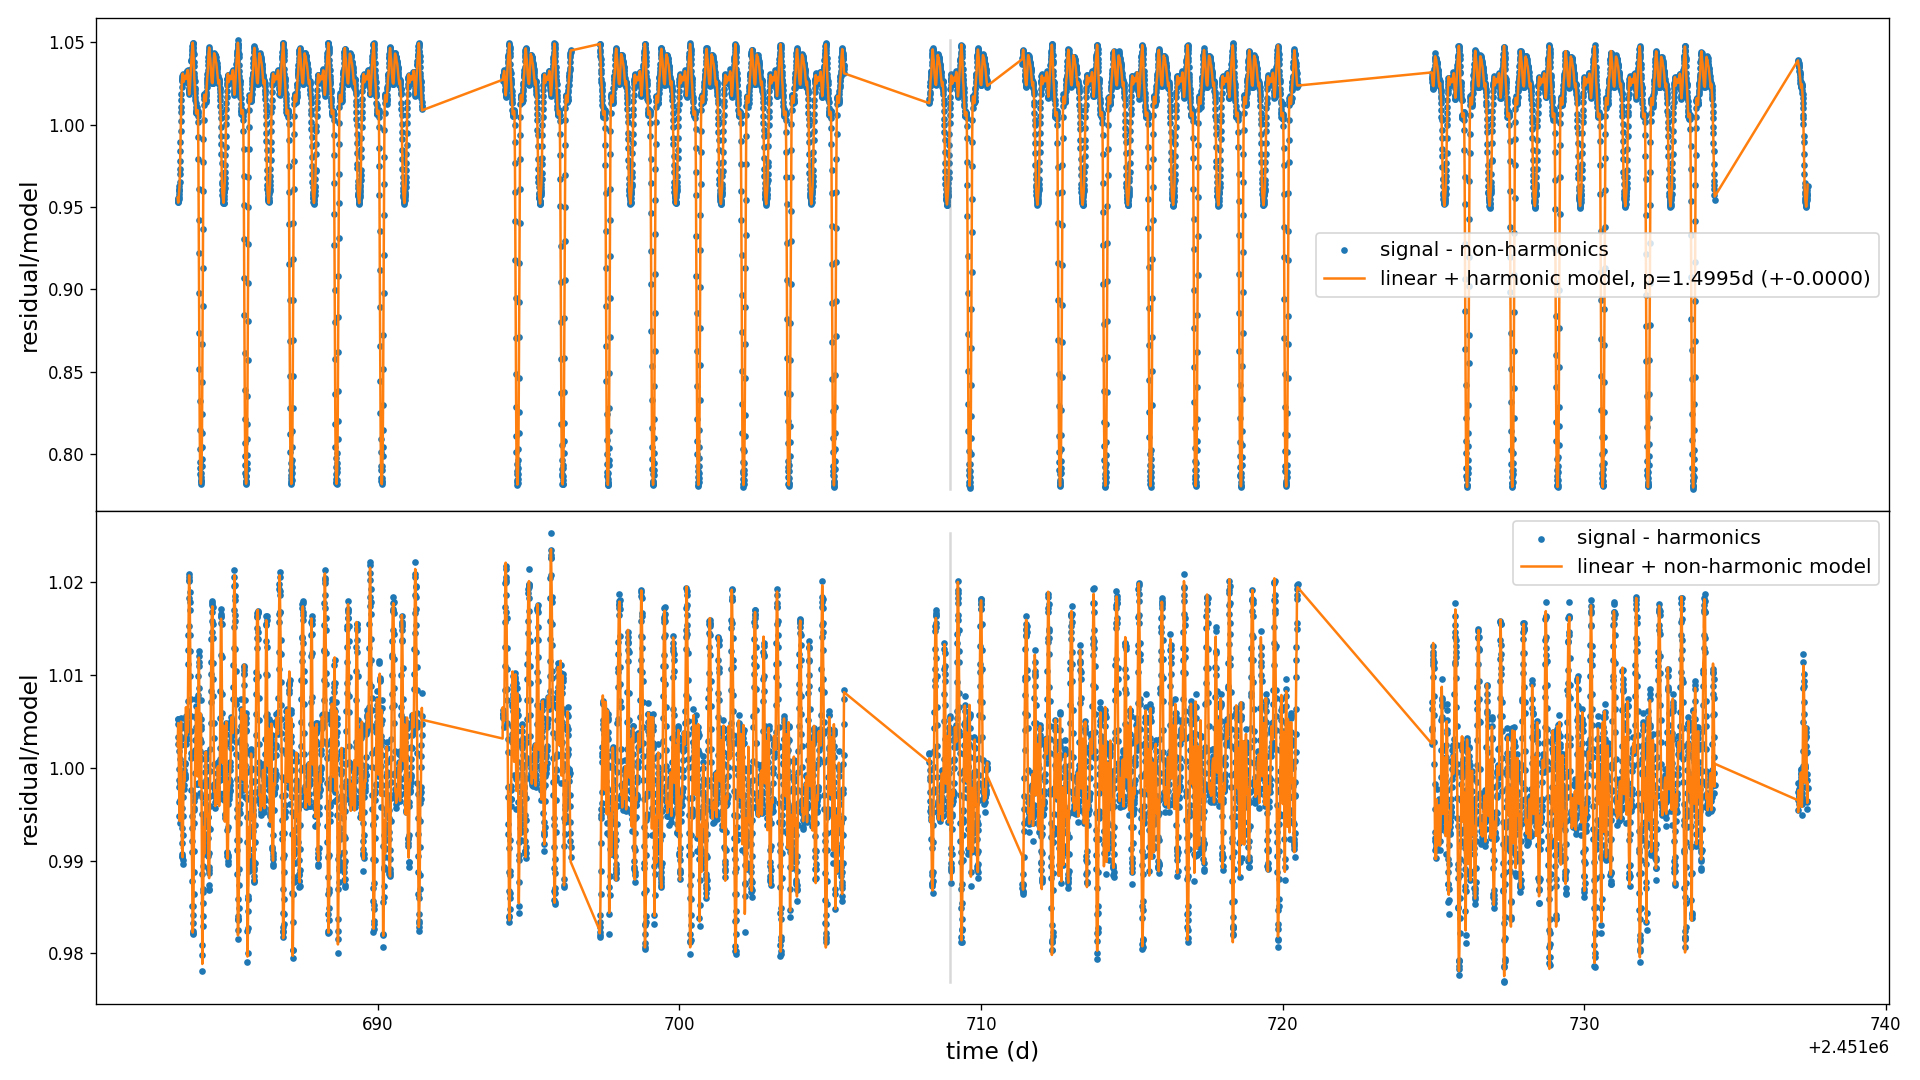 1.05
1.00
0.95
0.90
0.85
0.80
residual/model
signal - non-harmonics
linear + harmonic model, p=1.4995d (+-0.0000)
1.02
1.01
1.00
0.99
0.98
residual/model
signal - harmonics
linear + non-harmonic model
690 700 710 720 730 740
time (d)
+2.451e6